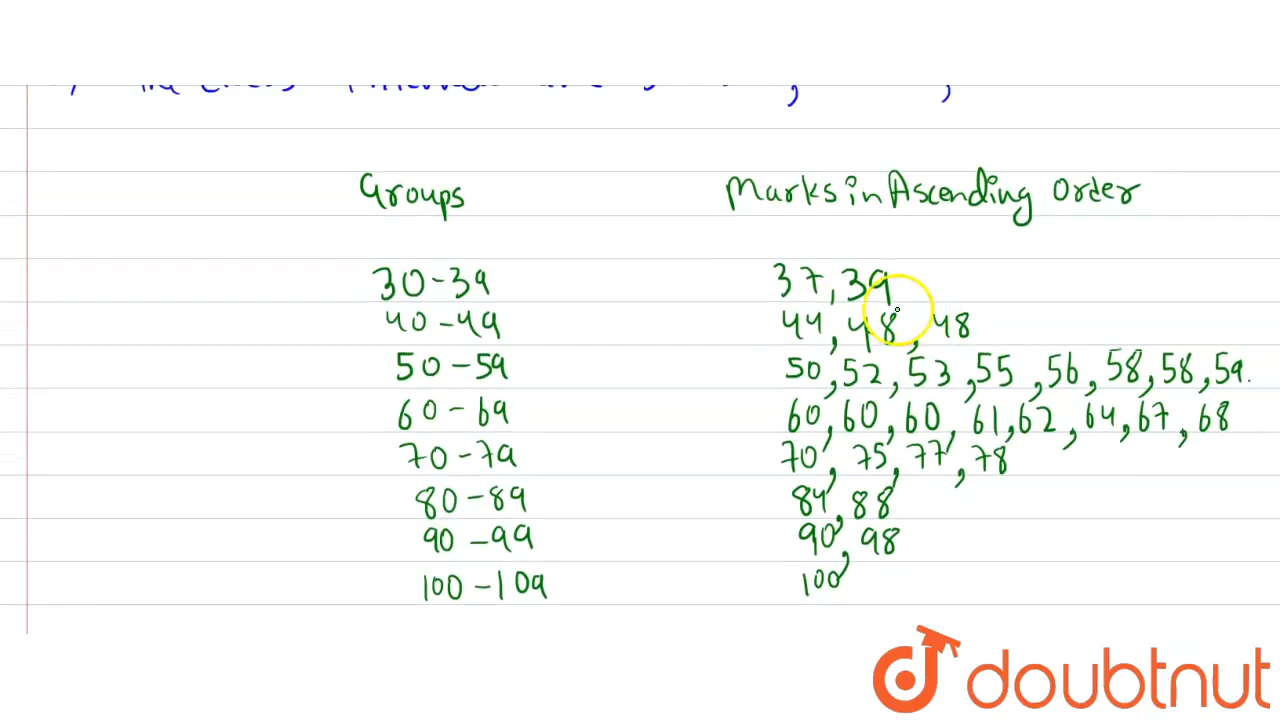 Groups Marks in Ascending Order
30-39 37, 39
40-49 44, 48, 48
50-59 50, 52, 53, 55, 56, 58, 58, 59.
60-69 60, 60, 60, 61, 62, 64, 67, 68
70-79 70, 75, 77, 78
80-89 84, 88
90-99 90, 98
100-109 100
doubtnut